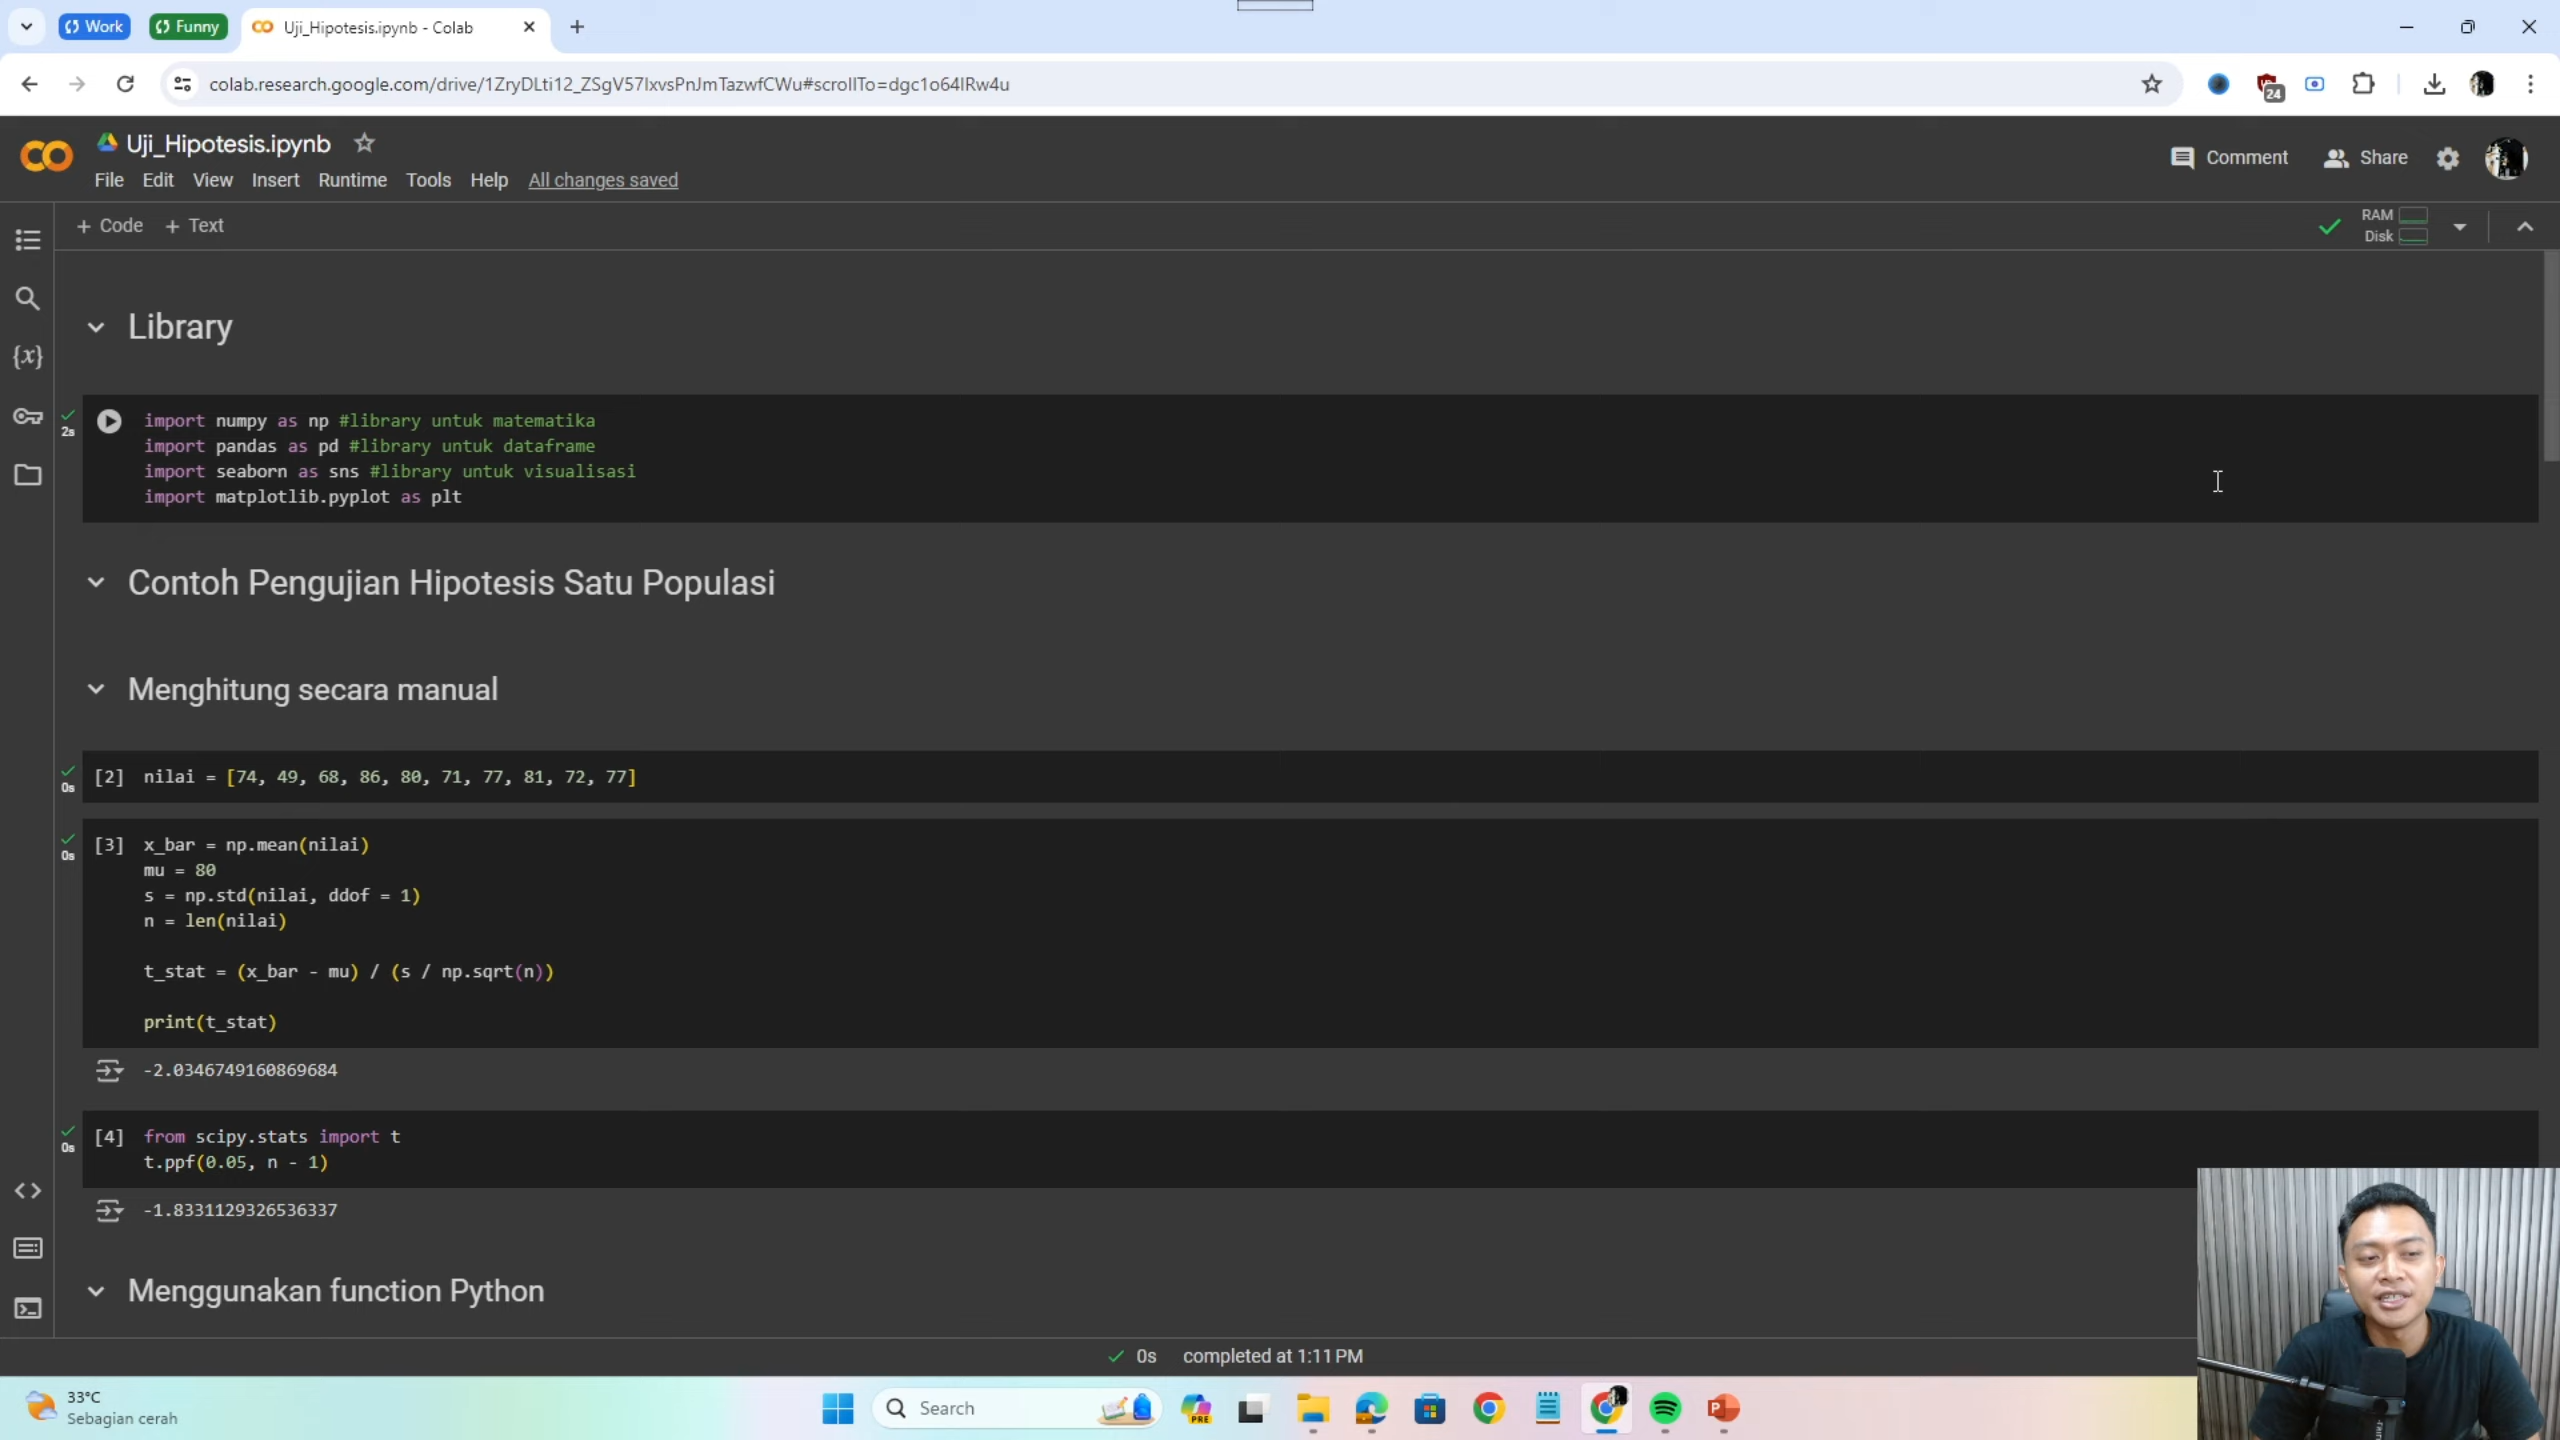 Work
Funny
Uji_Hipotesis.ipynb - Colab
colab.research.google.com/drive/1ZryDLti12_ZSgV57IxvsPnJmTazwfCWu#scrollTo=dgc1o64IRw4u
24
Uji_Hipotesis.ipynb
File Edit View Insert Runtime Tools Help All changes saved
Comment
Share
+ Code + Text
RAM
Disk
Library
2s
import numpy as np #library untuk matematika
import pandas as pd #library untuk dataframe
import seaborn as sns #library untuk visualisasi
import matplotlib.pyplot as plt
Contoh Pengujian Hipotesis Satu Populasi
Menghitung secara manual
0s
[2] nilai = [74, 49, 68, 86, 80, 71, 77, 81, 72, 77]
0s
[3] x_bar = np.mean(nilai)
mu = 80
s = np.std(nilai, ddof = 1)
n = len(nilai)
t_stat = (x_bar - mu) / (s / np.sqrt(n))
print(t_stat)
-2.0346749160869684
0s
[4] from scipy.stats import t
t.ppf(0.05, n - 1)
-1.8331129326536337
Menggunakan function Python
0s completed at 1:11 PM
33°C
Sebagian cerah
Search
PRE